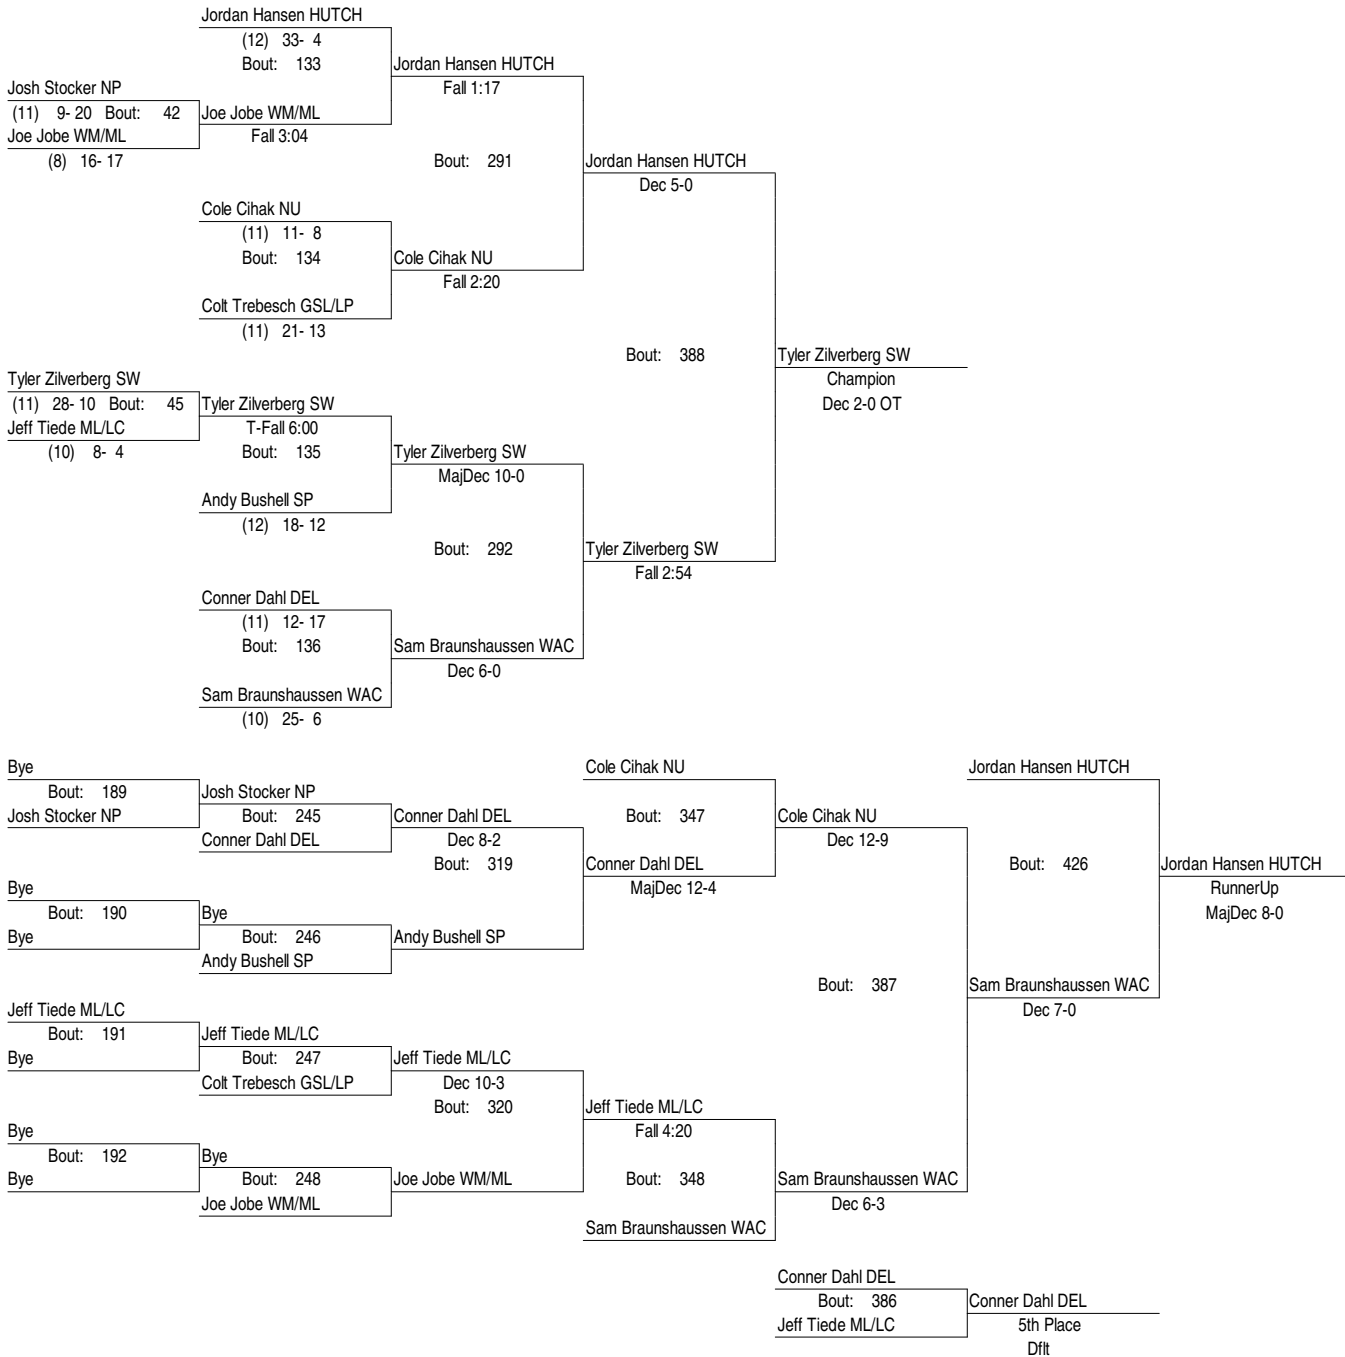 Jordan Hansen HUTCH
(12) 33- 4
Bout: 133
Jordan Hansen HUTCH
Fall 1:17
Josh Stocker NP
(11) 9- 20 Bout: 42
Joe Jobe WM/ML
Joe Jobe WM/ML
Fall 3:04
(8) 16- 17
Bout: 291
Jordan Hansen HUTCH
Dec 5-0
Cole Cihak NU
(11) 11- 8
Bout: 134
Cole Cihak NU
Fall 2:20
Colt Trebesch GSL/LP
(11) 21- 13
Bout: 388
Tyler Zilverberg SW
Champion
Dec 2-0 OT
Tyler Zilverberg SW
(11) 28- 10 Bout: 45
Tyler Zilverberg SW
Jeff Tiede ML/LC
T-Fall 6:00
(10) 8- 4
Bout: 135
Tyler Zilverberg SW
MajDec 10-0
Andy Bushell SP
(12) 18- 12
Bout: 292
Tyler Zilverberg SW
Fall 2:54
Conner Dahl DEL
(11) 12- 17
Bout: 136
Sam Braunshaussen WAC
Dec 6-0
Sam Braunshaussen WAC
(10) 25- 6
Bye
Bout: 189
Josh Stocker NP
Josh Stocker NP
Bout: 245
Conner Dahl DEL
Conner Dahl DEL
Dec 8-2
Bout: 319
Cole Cihak NU
Bout: 347
Cole Cihak NU
Dec 12-9
Conner Dahl DEL
MajDec 12-4
Jordan Hansen HUTCH
Bout: 426
Jordan Hansen HUTCH
RunnerUp
MajDec 8-0
Bye
Bout: 190
Bye
Bye
Bout: 246
Andy Bushell SP
Andy Bushell SP
Bout: 387
Sam Braunshaussen WAC
Dec 7-0
Jeff Tiede ML/LC
Bout: 191
Jeff Tiede ML/LC
Bye
Bout: 247
Jeff Tiede ML/LC
Colt Trebesch GSL/LP
Dec 10-3
Bout: 320
Jeff Tiede ML/LC
Fall 4:20
Bye
Bout: 192
Bye
Bye
Bout: 248
Joe Jobe WM/ML
Joe Jobe WM/ML
Bout: 348
Sam Braunshaussen WAC
Dec 6-3
Sam Braunshaussen WAC
Conner Dahl DEL
Bout: 386
Conner Dahl DEL
Jeff Tiede ML/LC
5th Place
Dflt